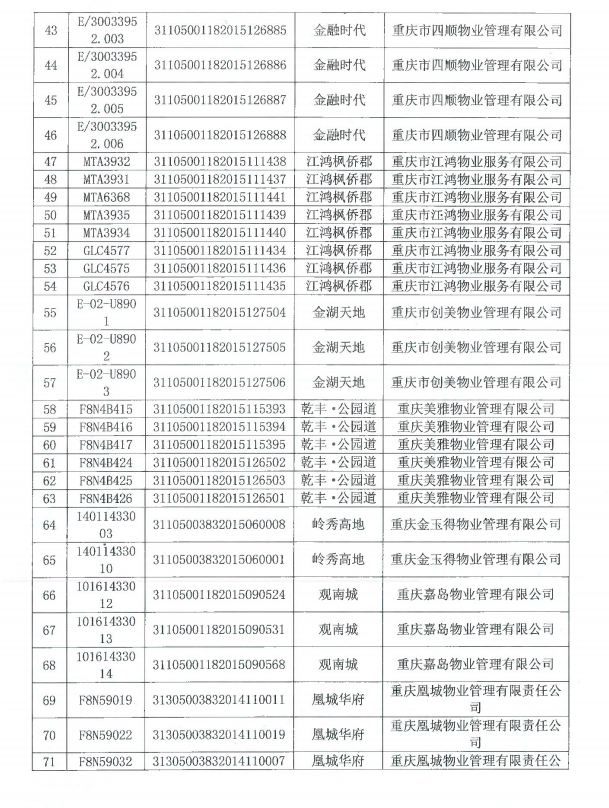 43 E/3003395 31105001182015126885 金融时代 重庆市四顺物业管理有限公司
2.003
44 E/3003395 31105001182015126886 金融时代 重庆市四顺物业管理有限公司
2.004
45 E/3003395 31105001182015126887 金融时代 重庆市四顺物业管理有限公司
2.005
46 E/3003395 31105001182015126888 金融时代 重庆市四顺物业管理有限公司
2.006
47 MTA3932 31105001182015111438 江鸿枫侨郡 重庆市江鸿物业服务有限公司
48 MTA3931 31105001182015111437 江鸿枫侨郡 重庆市江鸿物业服务有限公司
49 MTA6368 31105001182015111441 江鸿枫侨郡 重庆市江鸿物业服务有限公司
50 MTA3935 31105001182015111439 江鸿枫侨郡 重庆市江鸿物业服务有限公司
51 MTA3934 31105001182015111440 江鸿枫侨郡 重庆市江鸿物业服务有限公司
52 GLC4577 31105001182015111434 江鸿枫侨郡 重庆市江鸿物业服务有限公司
53 GLC4575 31105001182015111436 江鸿枫侨郡 重庆市江鸿物业服务有限公司
54 GLC4576 31105001182015111435 江鸿枫侨郡 重庆市江鸿物业服务有限公司
55 E-02-U890 31105001182015127504 金湖天地 重庆市创美物业管理有限公司
1
56 E-02-U890 31105001182015127505 金湖天地 重庆市创美物业管理有限公司
2
57 E-02-U890 31105001182015127506 金湖天地 重庆市创美物业管理有限公司
3
58 F8N4B415 31105001182015115393 乾丰·公园道 重庆美雅物业管理有限公司
59 F8N4B416 31105001182015115394 乾丰·公园道 重庆美雅物业管理有限公司
60 F8N4B417 31105001182015115395 乾丰·公园道 重庆美雅物业管理有限公司
61 F8N4B424 31105001182015126502 乾丰·公园道 重庆美雅物业管理有限公司
62 F8N4B425 31105001182015126503 乾丰·公园道 重庆美雅物业管理有限公司
63 F8N4B426 31105001182015126501 乾丰·公园道 重庆美雅物业管理有限公司
64 140114330 31105003832015060008 岭秀高地 重庆金玉得物业管理有限公司
03
65 140114330 31105003832015060001 岭秀高地 重庆金玉得物业管理有限公司
10
66 101614330 31105001182015090524 观南城 重庆嘉岛物业管理有限公司
12
67 101614330 31105001182015090531 观南城 重庆嘉岛物业管理有限公司
13
68 101614330 31105001182015090568 观南城 重庆嘉岛物业管理有限公司
14
69 F8N59019 31305003832014110011 凰城华府 重庆凰城物业管理有限责任公
司
70 F8N59022 31305003832014110019 凰城华府 重庆凰城物业管理有限责任公
司
71 F8N59032 31305003832014110007 凰城华府 重庆凰城物业管理有限责任公